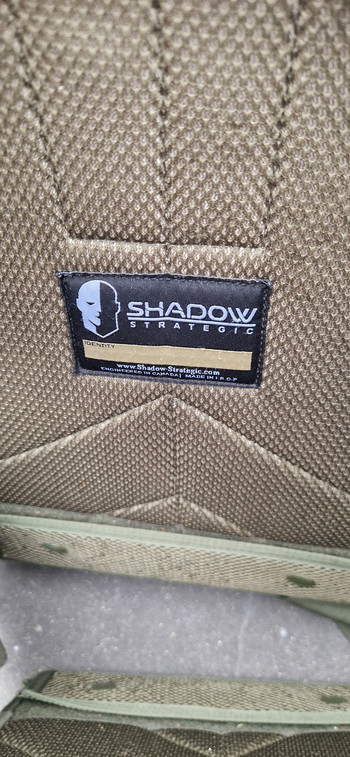 SHADOW
STRATEGIC
IDENTITY
www.Shadow-Strategic.com
ENGINEERED IN CANADA | MADE IN P.R.O.P